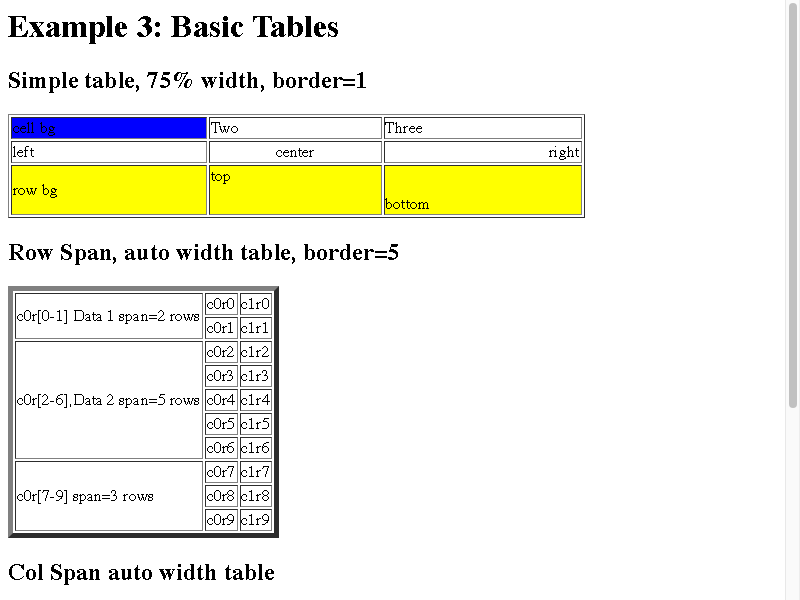 Example 3: Basic Tables
Simple table, 75% width, border=1
cell bg Two Three
left center right
row bg top bottom
Row Span, auto width table, border=5
c0r[0-1] Data 1 span=2 rows c0r0 c1r0
c0r1 c1r1
c0r[2-6],Data 2 span=5 rows c0r2 c1r2
c0r3 c1r3
c0r4 c1r4
c0r5 c1r5
c0r6 c1r6
c0r[7-9] span=3 rows c0r7 c1r7
c0r8 c1r8
c0r9 c1r9
Col Span auto width table